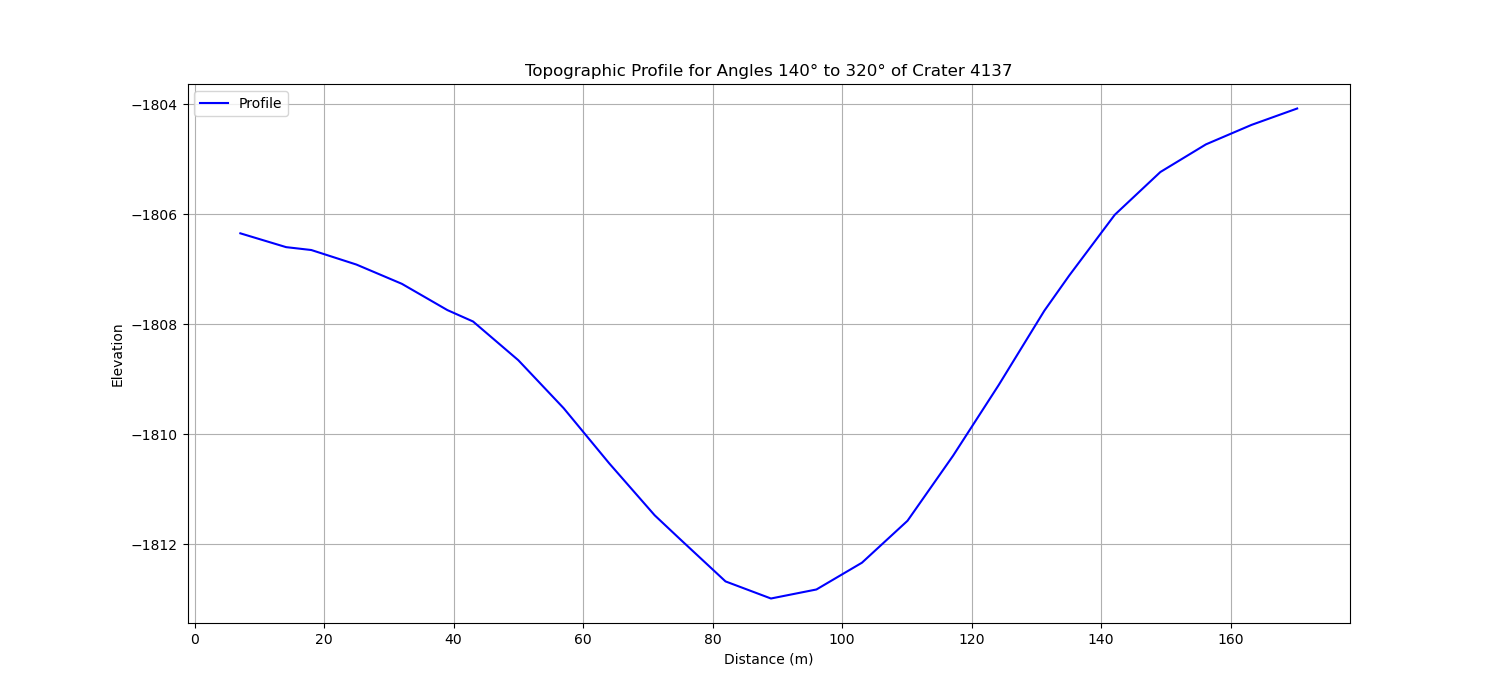 Topographic Profile for Angles 140° to 320° of Crater 4137
Profile
−1804
−1806
−1808
−1810
−1812
Elevation
0 20 40 60 80 100 120 140 160
Distance (m)